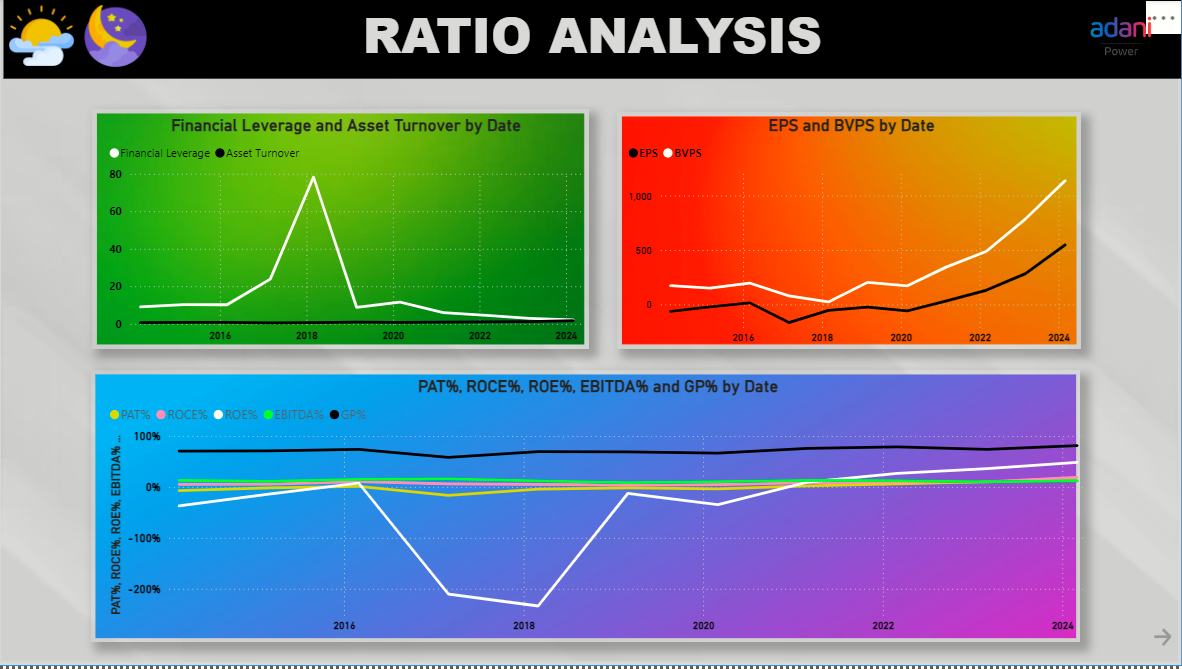 RATIO ANALYSIS
adani
Power
Financial Leverage and Asset Turnover by Date
Financial Leverage Asset Turnover
80
60
40
20
0
2016 2018 2020 2022 2024
EPS and BVPS by Date
EPS BVPS
1,000
500
0
2016 2018 2020 2022 2024
PAT%, ROCE%, ROE%, EBITDA% and GP% by Date
PAT% ROCE% ROE% EBITDA% GP%
PAT%, ROCE%, ROE%, EBITDA% ...
100%
0%
-100%
-200%
2016 2018 2020 2022 2024